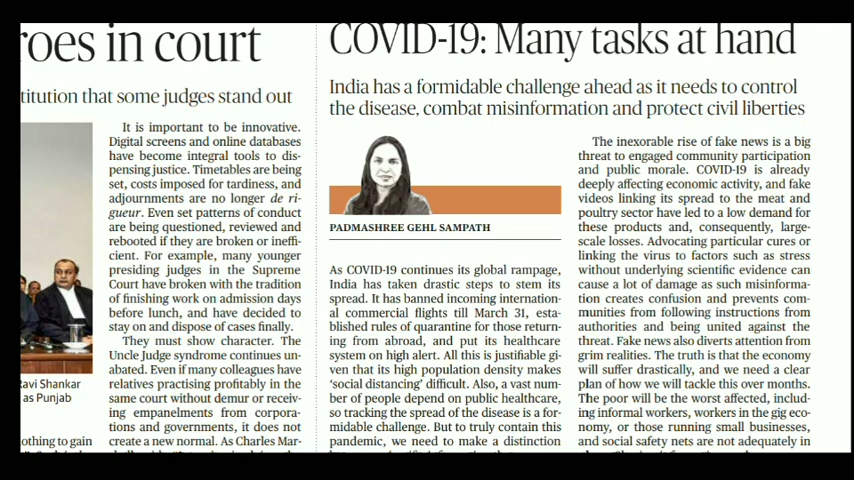 roes in court
titution that some judges stand out
It is important to be innovative.
Digital screens and online databases
have become integral tools to dis-
pensing justice. Timetables are being
set, costs imposed for tardiness, and
adjournments are no longer de ri-
gueur. Even set patterns of conduct
are being questioned, reviewed and
rebooted if they are broken or ineffi-
cient. For example, many younger
presiding judges in the Supreme
Court have broken with the tradition
of finishing work on admission days
before lunch, and have decided to
stay on and dispose of cases finally.
They must show character. The
Uncle Judge syndrome continues un-
abated. Even if many colleagues have
relatives practising profitably in the
same court without demur or receiv-
ing empanelments from corpora-
tions and governments, it does not
create a new normal. As Charles Mar-
Ravi Shankar
as Punjab
othing to gain
COVID-19: Many tasks at hand
India has a formidable challenge ahead as it needs to control
the disease, combat misinformation and protect civil liberties
PADMASHREE GEHL SAMPATH
As COVID-19 continues its global rampage,
India has taken drastic steps to stem its
spread. It has banned incoming internation-
al commercial flights till March 31, estab-
lished rules of quarantine for those return-
ing from abroad, and put its healthcare
system on high alert. All this is justifiable gi-
ven that its high population density makes
'social distancing' difficult. Also, a vast num-
ber of people depend on public healthcare,
so tracking the spread of the disease is a for-
midable challenge. But to truly contain this
pandemic, we need to make a distinction
The inexorable rise of fake news is a big
threat to engaged community participation
and public morale. COVID-19 is already
deeply affecting economic activity, and fake
videos linking its spread to the meat and
poultry sector have led to a low demand for
these products and, consequently, large-
scale losses. Advocating particular cures or
linking the virus to factors such as stress
without underlying scientific evidence can
cause a lot of damage as such misinforma-
tion creates confusion and prevents com-
munities from following instructions from
authorities and being united against the
threat. Fake news also diverts attention from
grim realities. The truth is that the economy
will suffer drastically, and we need a clear
plan of how we will tackle this over months.
The poor will be the worst affected, includ-
ing informal workers, workers in the gig eco-
nomy, or those running small businesses,
and social safety nets are not adequately in